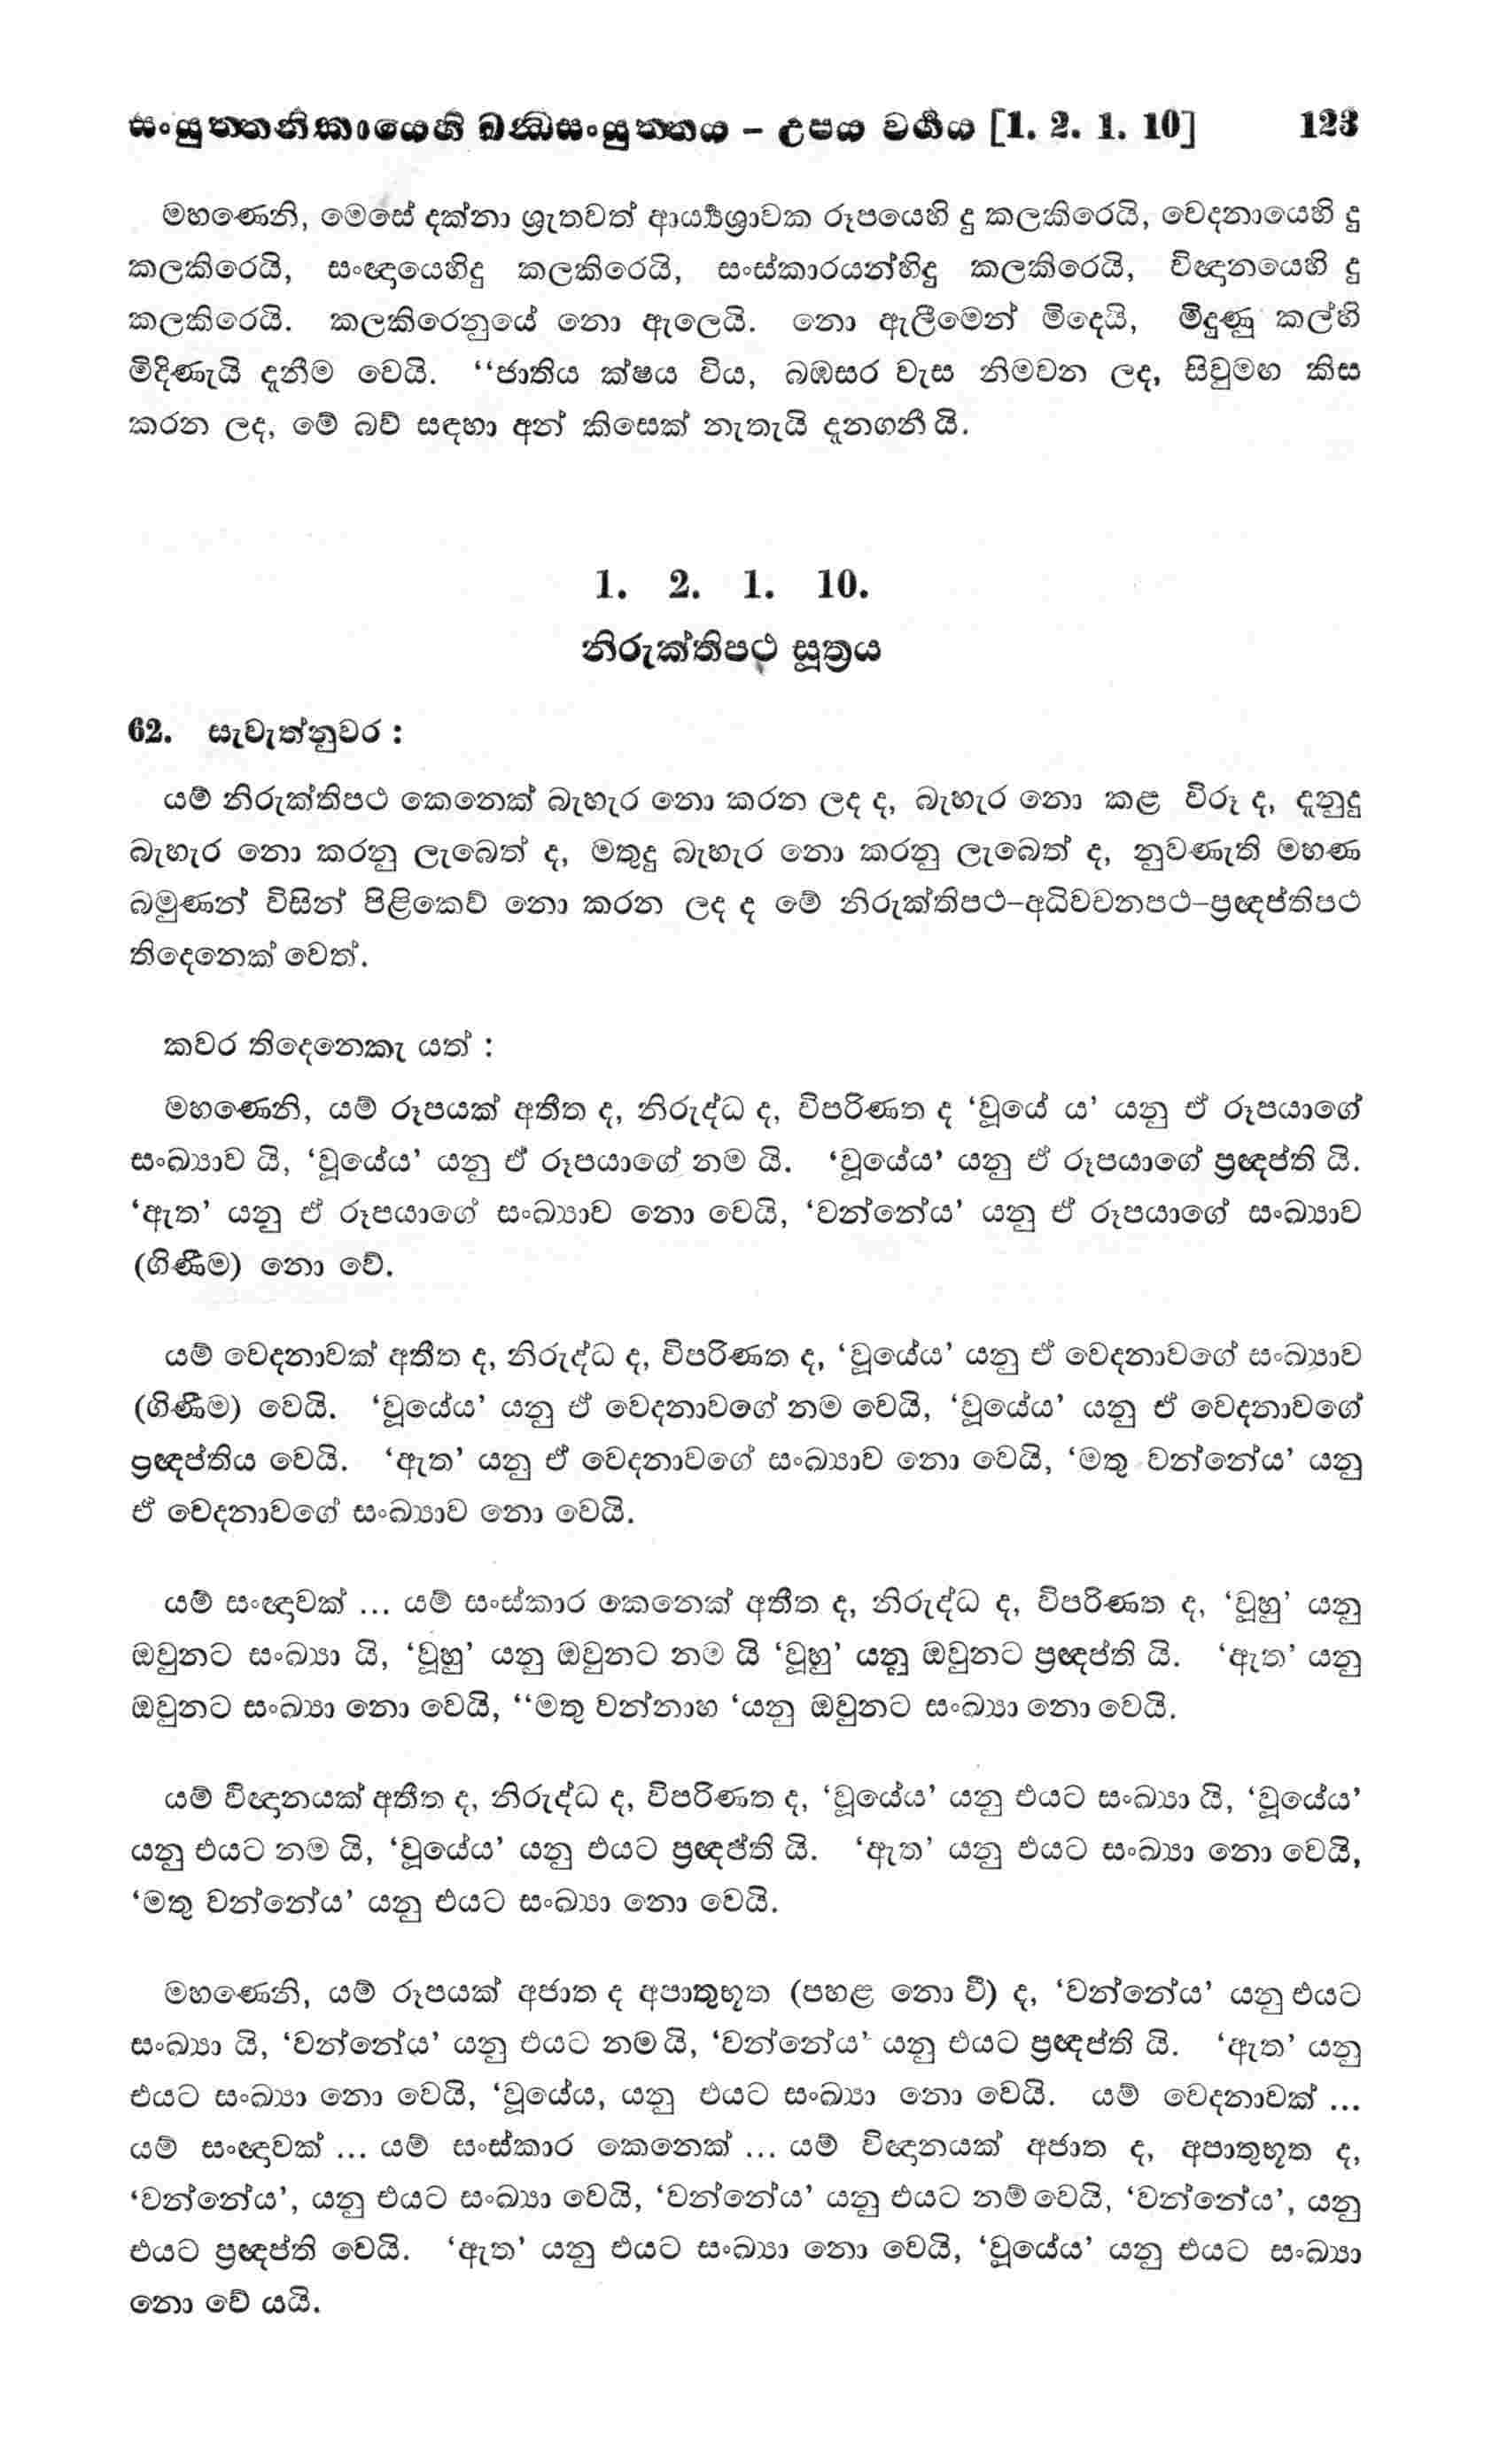 සංයුත්තනිකායෙහි ඛන්ධසංයුත්තය – උපය වර්ගය [1. 2. 1. 10] 123
මහණෙනි, මෙසේ දක්නා ශ්‍රැතවත් ආර්‍ය්‍යශ්‍රාවක රූපයෙහි දු කලකිරෙයි, වේදනායෙහි දු
කලකිරෙයි, සංඥායෙහිදු කලකිරෙයි, සංස්කාරයන්හිදු කලකිරෙයි, විඥානයෙහි දු
කලකිරෙයි. කලකිරෙනුයේ නො ඇලෙයි. නො ඇලීමෙන් මිදෙයි, මිදුණු කල්හි
මිදිණැයි දැනීම වෙයි. “ජාතිය ක්ෂය විය, බඹසර වැස නිමවන ලද, සිවුමඟ කිස
කරන ලද, මේ බව් සඳහා අන් කිසෙක් නැතැයි දැනගනී යි.
1. 2. 1. 10.
නිරුක්තිපථ සූත්‍රය
62. සැවැත්නුවර :
යම් නිරුක්තිපථ කෙනෙක් බැහැර නො කරන ලද ද, බැහැර නො කළ විරූ ද, දැනුදු
බැහැර නො කරනු ලැබෙත් ද, මතුදු බැහැර නො කරනු ලැබෙත් ද, නුවණැති මහණ
බමුණන් විසින් පිළිකෙව් නො කරන ලද ද මේ නිරුක්තිපථ–අධිවචනපථ–ප්‍රඥප්තිපථ
තිදෙනෙක් වෙත්.
කවර තිදෙනෙකැ යත් :
මහණෙනි, යම් රූපයක් අතීත ද, නිරුද්ධ ද, විපරිණත ද ‘වූයේ ය’ යනු ඒ රූපයාගේ
සංඛ්‍යාව යි, ‘වූයේය’ යනු ඒ රූපයාගේ නම යි. ‘වූයේය’ යනු ඒ රූපයාගේ ප්‍රඥප්ති යි.
‘ඇත’ යනු ඒ රූපයාගේ සංඛ්‍යාව නො වෙයි, ‘වන්නේය’ යනු ඒ රූපයාගේ සංඛ්‍යාව
(ගිණීම) නො වේ.
යම් වේදනාවක් අතීත ද, නිරුද්ධ ද, විපරිණත ද, ‘වූයේය’ යනු ඒ වේදනාවගේ සංඛ්‍යාව
(ගිණීම) වෙයි. ‘වූයේය’ යනු ඒ වේදනාවගේ නම වෙයි, ‘වූයේය’ යනු ඒ වේදනාවගේ
ප්‍රඥප්තිය වෙයි. ‘ඇත’ යනු ඒ වේදනාවගේ සංඛ්‍යාව නො වෙයි, ‘මතු වන්නේය’ යනු
ඒ වේදනාවගේ සංඛ්‍යාව නො වෙයි.
යම් සංඥාවක් ... යම් සංස්කාර කෙනෙක් අතීත ද, නිරුද්ධ ද, විපරිණත ද, ‘වූහු’ යනු
ඔවුනට සංඛ්‍යා යි, ‘වූහු’ යනු ඔවුනට නම යි ‘වූහු’ යනු ඔවුනට ප්‍රඥප්ති යි. ‘ඇත’ යනු
ඔවුනට සංඛ්‍යා නො වෙයි, “මතු වන්නාහ ‘යනු ඔවුනට සංඛ්‍යා නො වෙයි.
යම් විඥානයක් අතීත ද, නිරුද්ධ ද, විපරිණත ද, ‘වූයේය’ යනු එයට සංඛ්‍යා යි, ‘වූයේය’
යනු එයට නම යි, ‘වූයේය’ යනු එයට ප්‍රඥප්ති යි. ‘ඇත’ යනු එයට සංඛ්‍යා නො වෙයි,
‘මතු වන්නේය’ යනු එයට සංඛ්‍යා නො වෙයි.
මහණෙනි, යම් රූපයක් අජාත ද අපාතුභූත (පහළ නො වී) ද, ‘වන්නේය’ යනු එයට
සංඛ්‍යා යි, ‘වන්නේය’ යනු එයට නම යි, ‘වන්නේය’ යනු එයට ප්‍රඥප්ති යි. ‘ඇත’ යනු
එයට සංඛ්‍යා නො වෙයි, ‘වූයේය, යනු එයට සංඛ්‍යා නො වෙයි. යම් වේදනාවක් ...
යම් සංඥාවක් ... යම් සංස්කාර කෙනෙක් ... යම් විඥානයක් අජාත ද, අපාතුභූත ද,
‘වන්නේය’, යනු එයට සංඛ්‍යා වෙයි, ‘වන්නේය’ යනු එයට නම් වෙයි, ‘වන්නේය’, යනු
එයට ප්‍රඥප්ති වෙයි. ‘ඇත’ යනු එයට සංඛ්‍යා නො වෙයි, ‘වූයේය’ යනු එයට සංඛ්‍යා
නො වේ යයි.